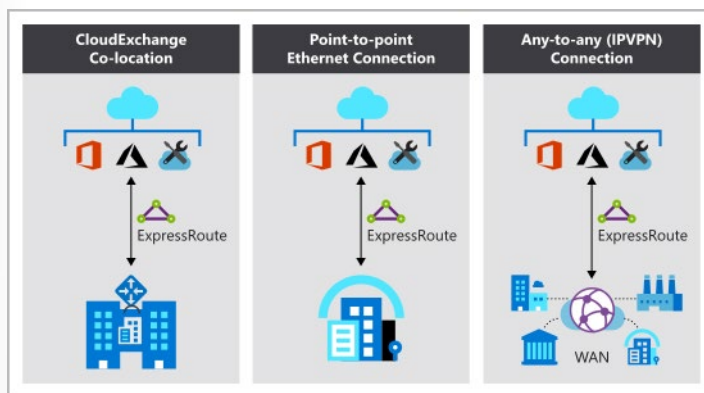 CloudExchange
Co-location
Point-to-point
Ethernet Connection
Any-to-any (IPVPN)
Connection
ExpressRoute
ExpressRoute
ExpressRoute
WAN